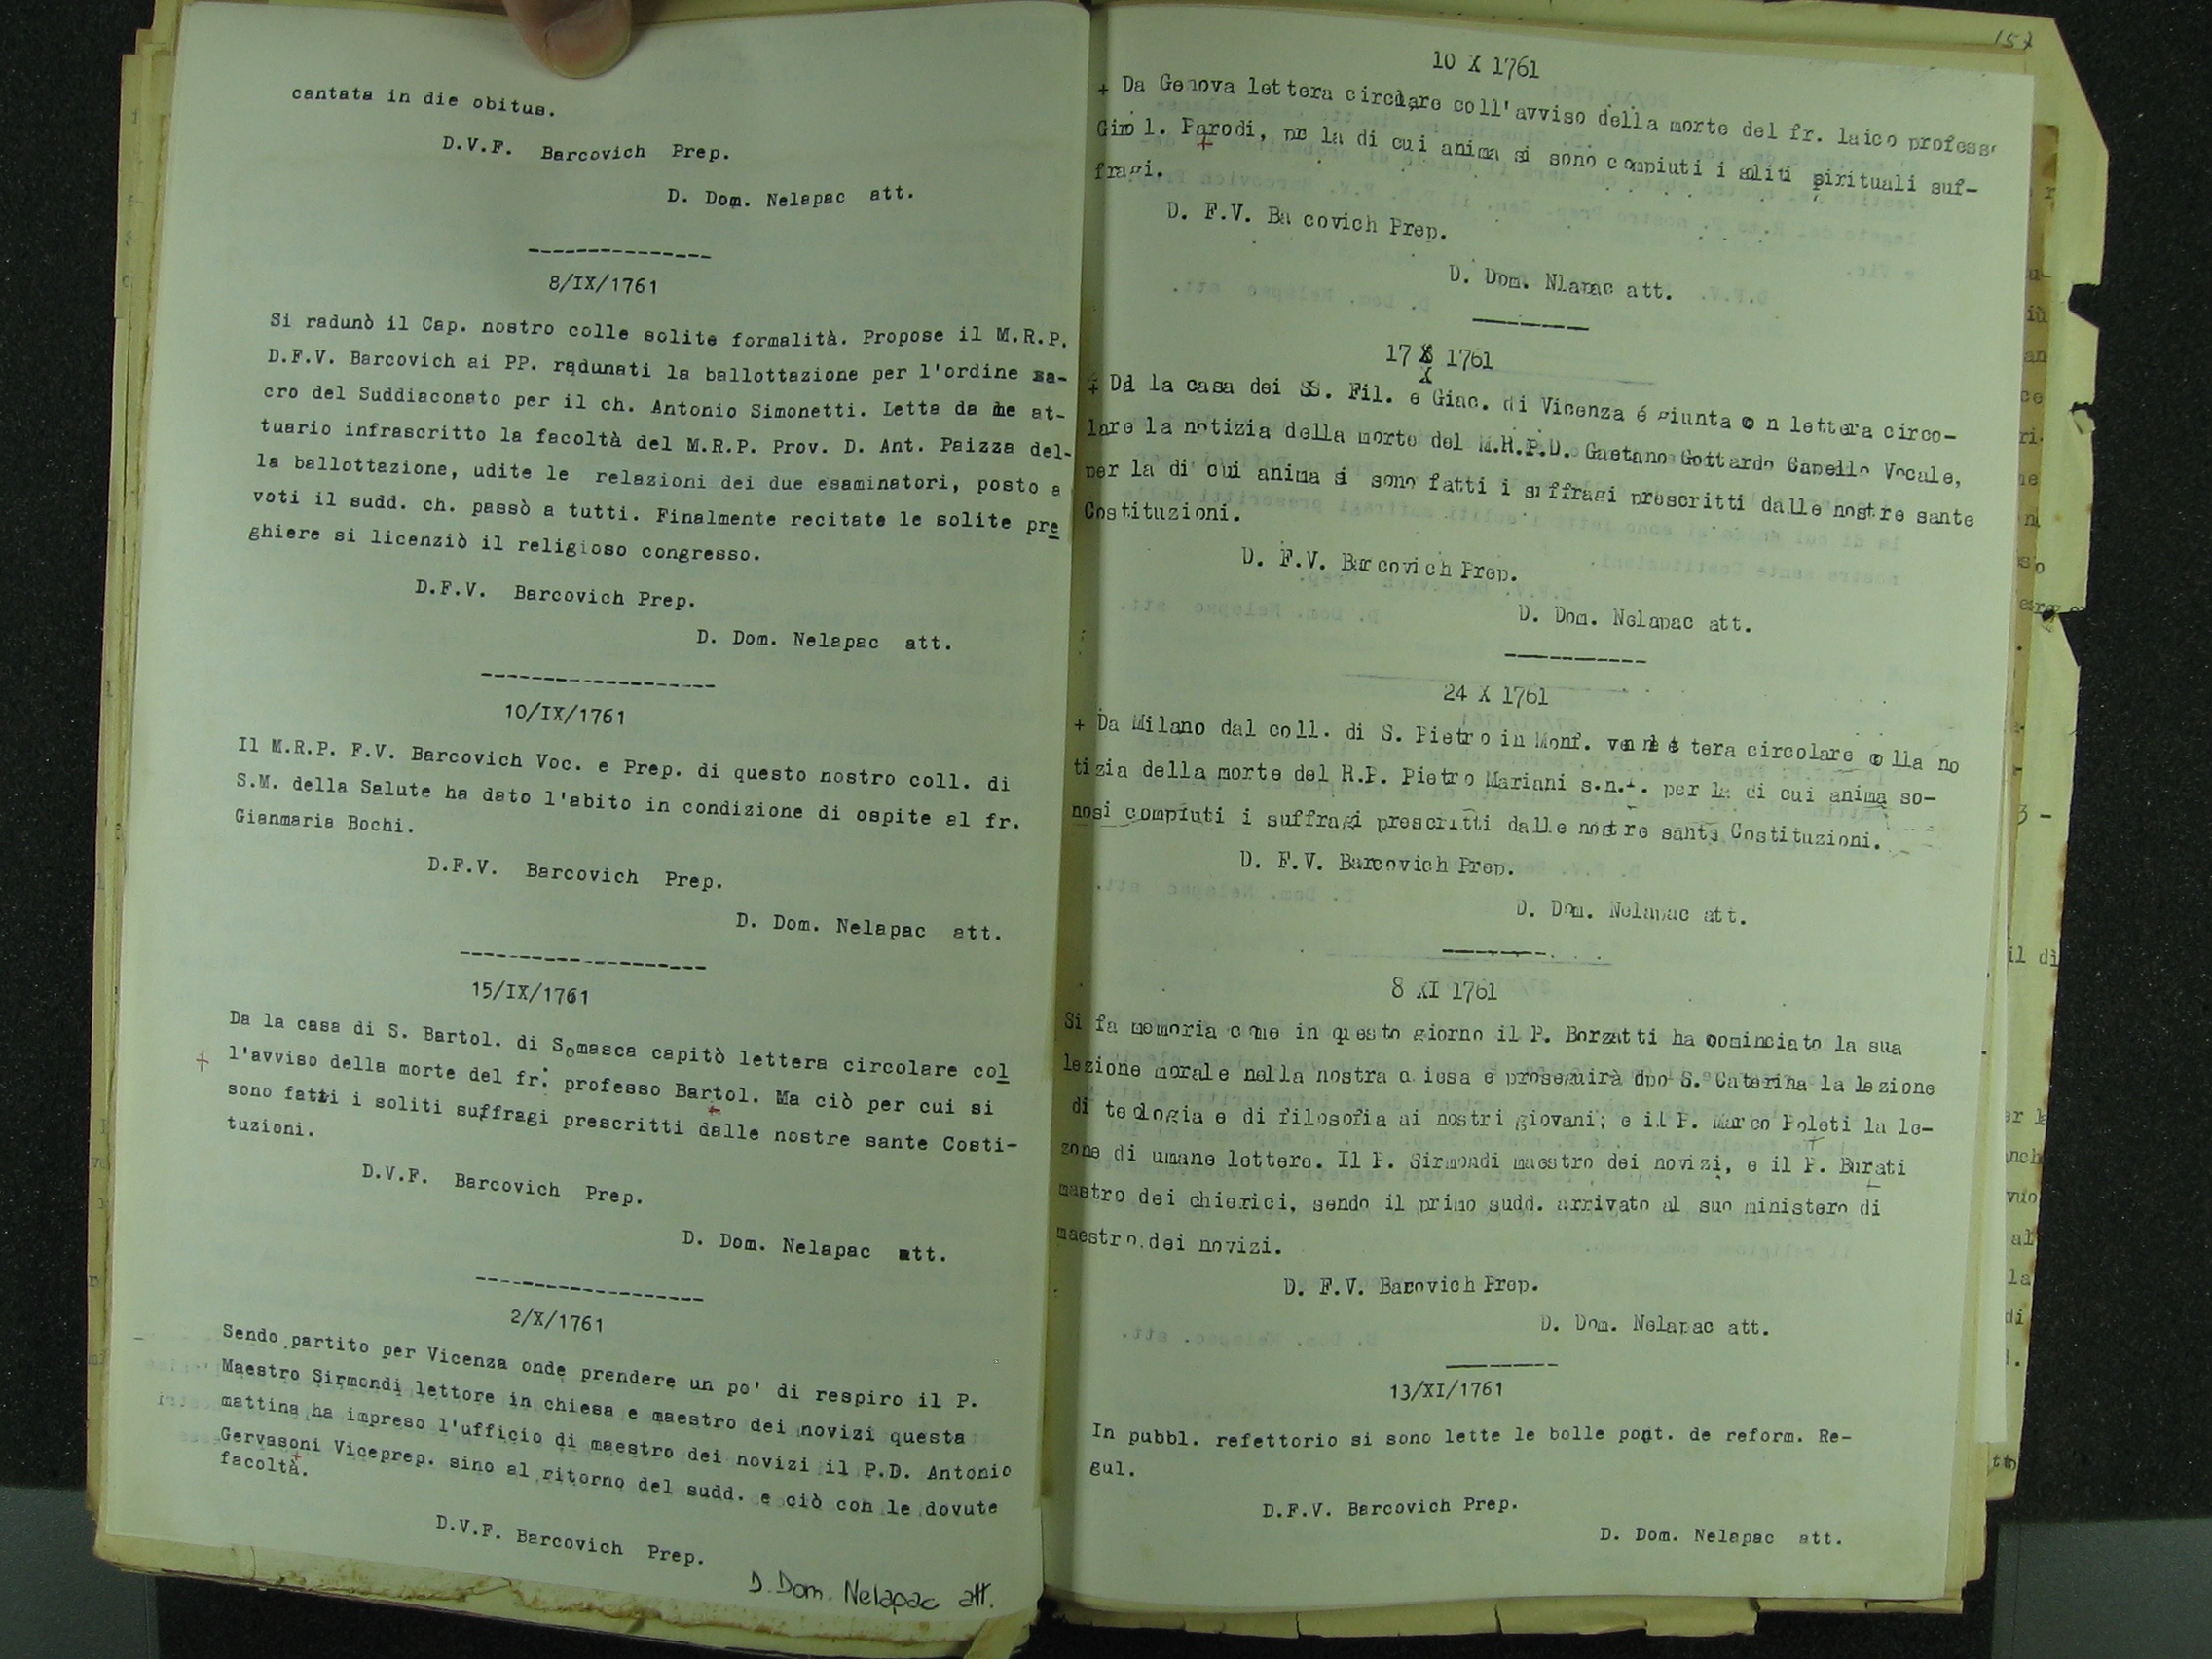 cantata in die obitus.
D.V.F. Barcovich Prep.
D. Dom. Nelapac att.
8/IX/1761
Si radunò il Cap. nostro colle solite formalità. Propose il M.R.P.
D.F.V. Barcovich ai PP. radunati la ballottazione per l'ordine sa-
cro del Suddiaconato per il ch. Antonio Simonetti. Letta da me at-
tuario infrascritto la facoltà del M.R.P. Prov. D. Ant. Paizza del-
la ballottazione, udite le relazioni dei due esaminatori, posto a
voti il sudd. ch. passò a tutti. Finalmente recitate le solite pre
ghiere si licenziò il religioso congresso.
D.F.V. Barcovich Prep.
D. Dom. Nelapac att.
10/IX/1761
Il M.R.P. F.V. Barcovich Voc. e Prep. di questo nostro coll. di
S.M. della Salute ha dato l'abito in condizione di ospite al fr.
Gianmaria Bochi.
D.F.V. Barcovich Prep.
D. Dom. Nelapac att.
15/IX/1761
Da la casa di S. Bartol. di Somasca capitò lettera circolare col
+ l'avviso della morte del fr. professo Bartol. Ma ciò per cui si
sono fatti i soliti suffragi prescritti dalle nostre sante Costi-
tuzioni.
D.V.F. Barcovich Prep.
D. Dom. Nelapac att.
2/X/1761
Sendo partito per Vicenza onde prendere un po' di respiro il P.
Maestro Sirmondi lettore in chiesa e maestro dei novizi questa
mattina ha impreso l'ufficio di maestro dei novizi il P.D. Antonio
Gervasoni Viceprep. sino al ritorno del sudd. e ciò con le dovute
facoltà.
D.V.F. Barcovich Prep.
D. Dom. Nelapac att.
157
10 X 1761
+ Da Genova lettera circolare coll'avviso della morte del fr. laico profess
Girol. Parodi, per la di cui anima si sono compiuti i soliti spirituali suf-
fragi.
D. F.V. Ba covich Prep.
D. Dom. Nlapac att.
17 X 1761
+ Da la casa dei SS. Fil. e Giac. di Vicenza é giunta con lettera circo-
lare la notizia della morte del M.R.P.D. Gaetano Gottardo Canello Vocale,
per la di cui anima si sono fatti i suffragi prescritti dalle nostre sante
Costituzioni.
D. F.V. Barcovich Prep.
D. Dom. Nelapac att.
24 X 1761
+ Da Milano dal coll. di S. Pietro in Monf. venne tera circolare colla no
tizia della morte del R.P. Pietro Mariani per la di cui anima so-
nosi compiuti i suffragi prescritti dalle nostre sante Costituzioni.
D. F.V. Barcovich Prep.
D. Dom. Nelapac att.
8 XI 1761
Si fa memoria come in questo giorno il P. Borzatti ha cominciato la sua
lezione morale nella nostra c iesa e proseguirà dpo S. Caterina la lezione
di teologia e di filosofia ai nostri giovani; e il P. Marco Poleti la le-
zone di umane lettere. Il P. Sirmondi maestro dei novizi, e il P. Burati
mastro dei chierici, sendo il primo sudd. arrivato al suo ministero di
maestro dei novizi.
D. F.V. Barcovich Prep.
D. Dom. Nelapac att.
13/XI/1761
In pubbl. refettorio si sono lette le bolle pont. de reform. Re-
gul.
D.F.V. Barcovich Prep.
D. Dom. Nelapac att.